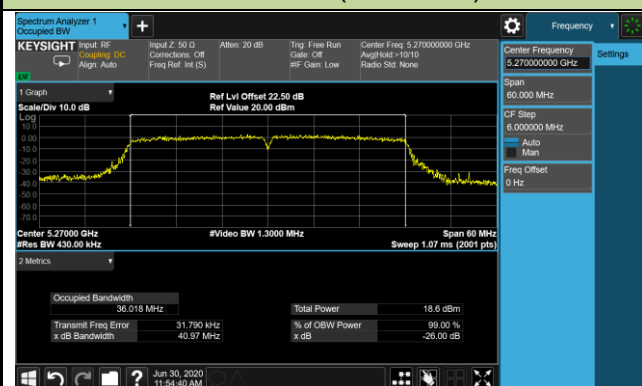 Spectrum Analyzer 1
Occupied BW
Frequency
KEYSIGHT
Input: RF
Coupling: DC
Align: Auto
Input Z: 50 Ω
Corrections: Off
Freq Ref: Int (S)
Atten: 20 dB
Trig: Free Run
Gate: Off
#IF Gain: Low
Center Freq: 5.270000000 GHz
Avg|Hold:>10/10
Radio Std: None
Center Frequency
5.270000000 GHz
Settings
Span
60.000 MHz
CF Step
6.000000 MHz
Auto
Man
Freq Offset
0 Hz
1 Graph
Scale/Div 10.0 dB
Ref Lvl Offset 22.50 dB
Ref Value 20.00 dBm
Log
10.0
0.00
-10.0
-20.0
-30.0
-40.0
-50.0
-60.0
-70.0
Center 5.27000 GHz
#Video BW 1.3000 MHz
Span 60 MHz
#Res BW 430.00 kHz
Sweep 1.07 ms (2001 pts)
2 Metrics
Occupied Bandwidth
36.018 MHz
Total Power 18.6 dBm
Transmit Freq Error 31.790 kHz
% of OBW Power 99.00 %
x dB Bandwidth 40.97 MHz
x dB -26.00 dB
Jun 30, 2020
11:54:40 AM